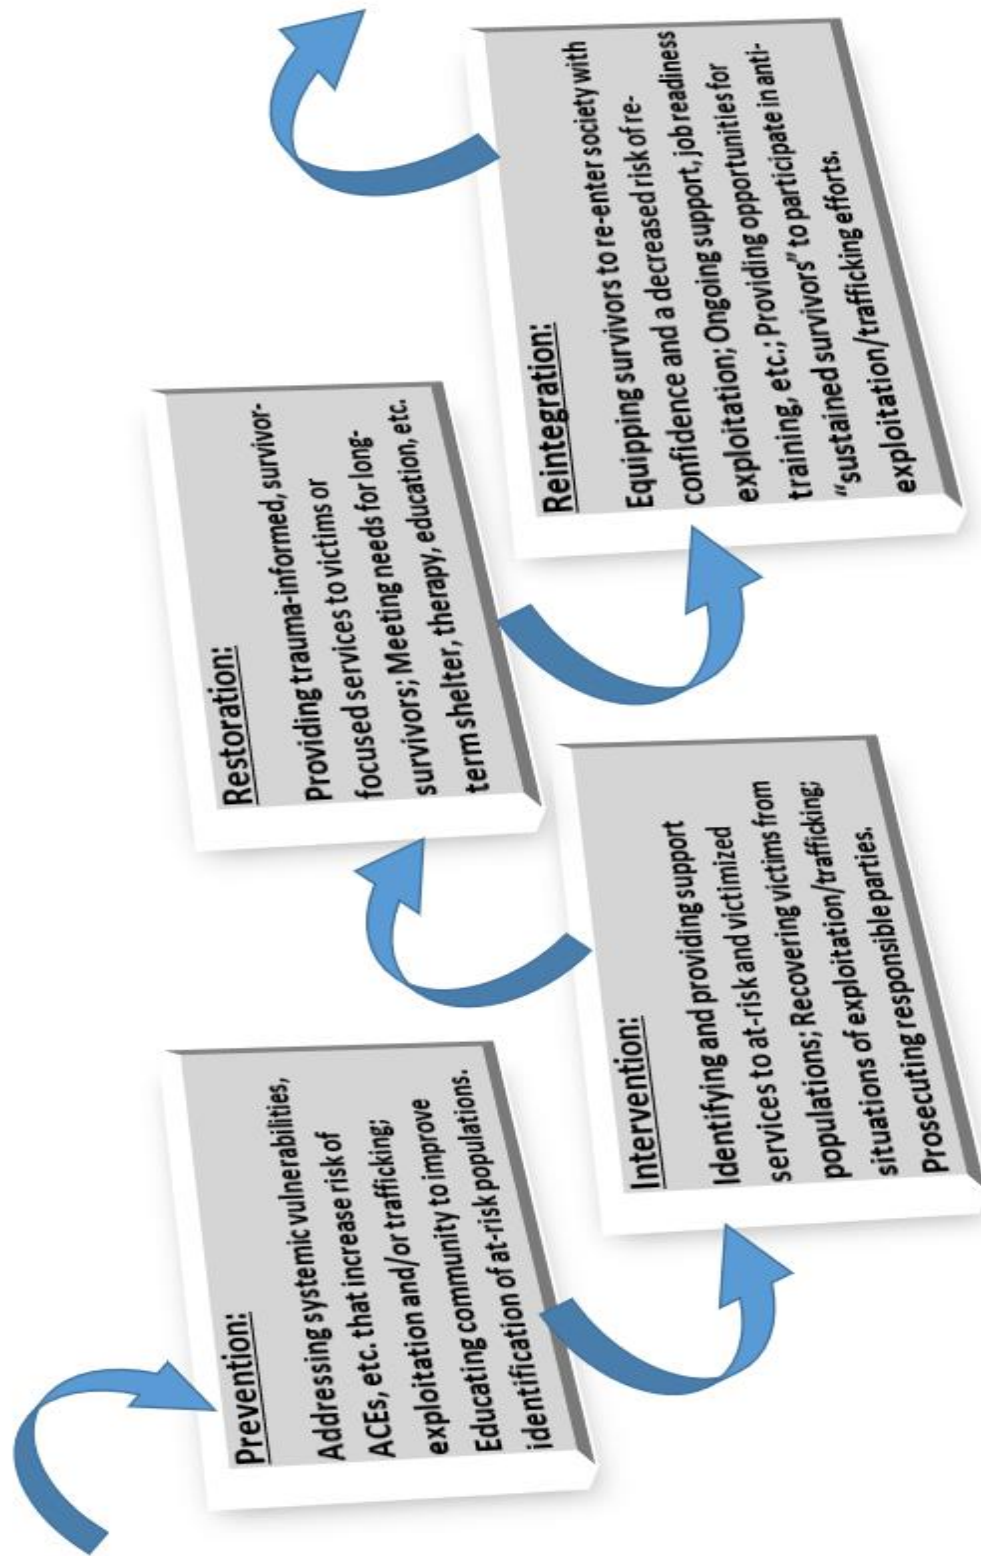 Prevention:
Addressing systemic vulnerabilities,
ACEs, etc. that increase risk of
exploitation and/or trafficking;
Educating community to improve
identification of at-risk populations.
Intervention:
Identifying and providing support
services to at-risk and victimized
populations; Recovering victims from
situations of exploitation/trafficking;
Prosecuting responsible parties.
Restoration:
Providing trauma-informed, survivor-
focused services to victims or
survivors; Meeting needs for long-
term shelter, therapy, education, etc.
Reintegration:
Equipping survivors to re-enter society with
confidence and a decreased risk of re-
exploitation; Ongoing support, job readiness
training, etc.; Providing opportunities for
“sustained survivors” to participate in anti-
exploitation/trafficking efforts.